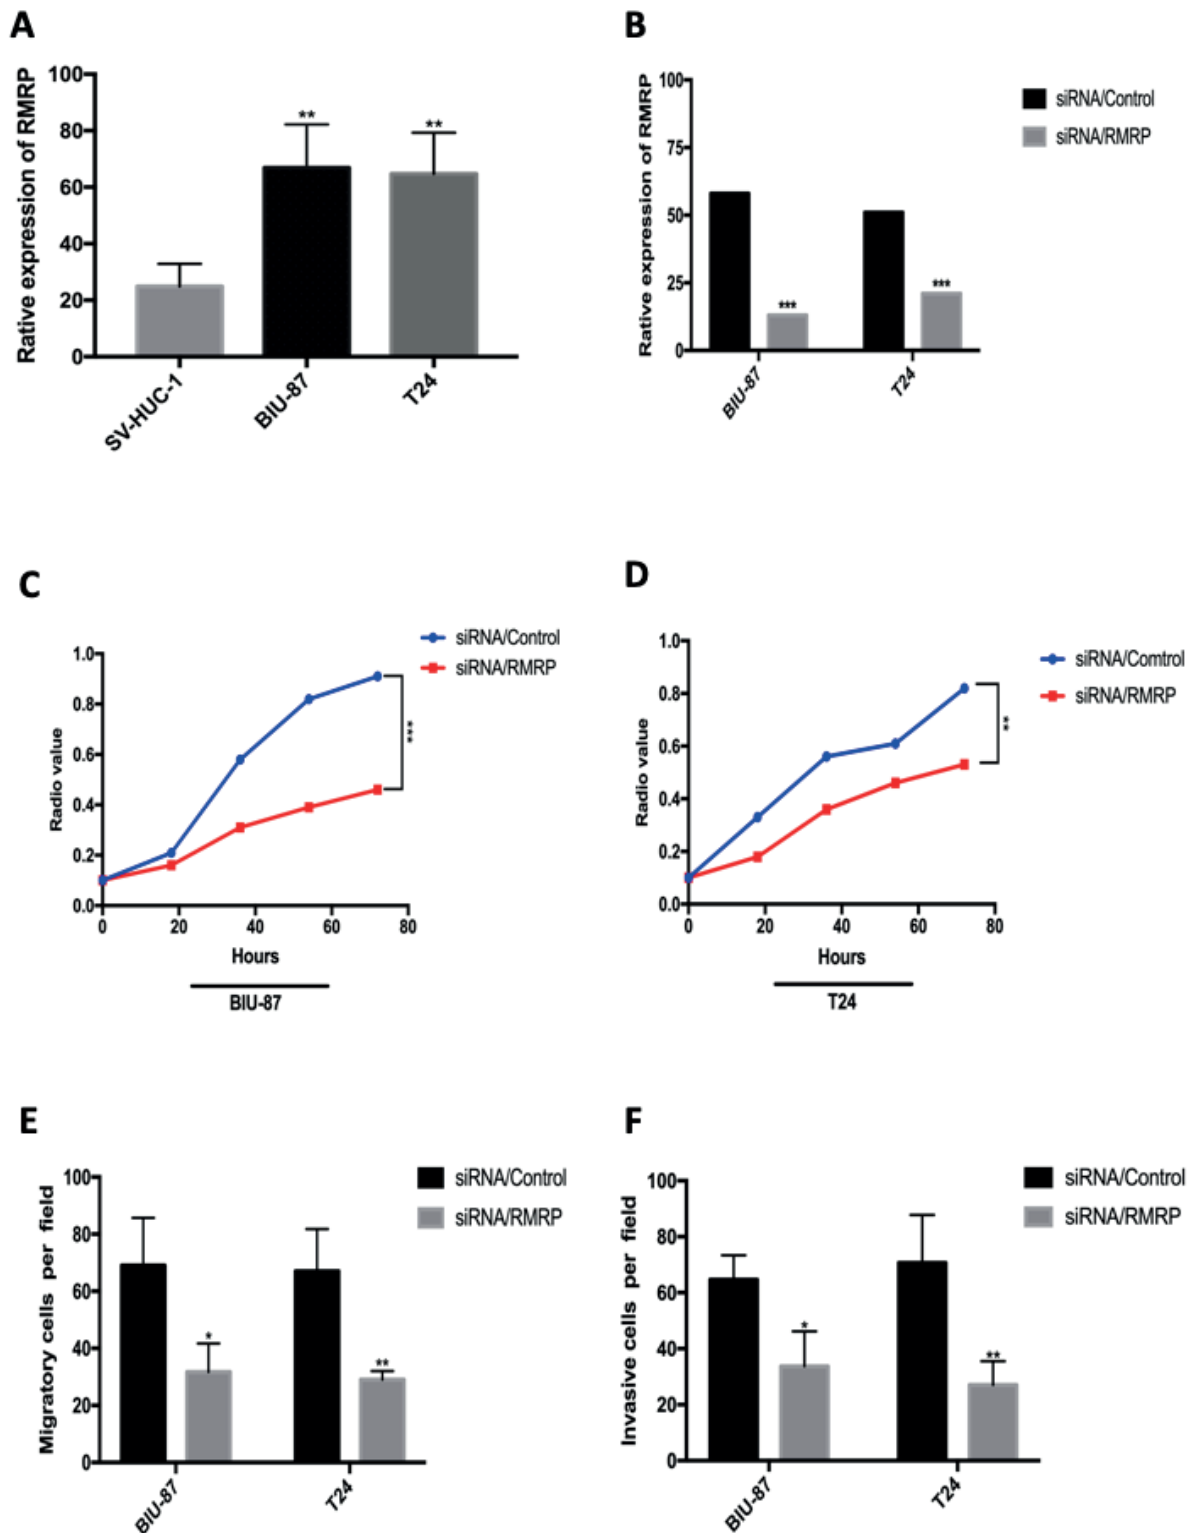 A
Rative expression of RMRP
100
80
60
40
20
0
**
**
SV-HUC-1
BIU-87
T24
B
Rative expression of RMRP
100
75
50
25
0
***
***
BIU-87
T24
siRNA/Control
siRNA/RMRP
C
Radio value
1.0
0.8
0.6
0.4
0.2
0.0
0
20
40
60
80
Hours
BIU-87
siRNA/Control
siRNA/RMRP
***
D
Radio value
1.0
0.8
0.6
0.4
0.2
0.0
0
20
40
60
80
Hours
T24
siRNA/Comtrol
siRNA/RMRP
**
E
Migratory cells per field
100
80
60
40
20
0
*
**
BIU-87
T24
siRNA/Control
siRNA/RMRP
F
Invasive cells per field
100
80
60
40
20
0
*
**
BIU-87
T24
siRNA/Control
siRNA/RMRP